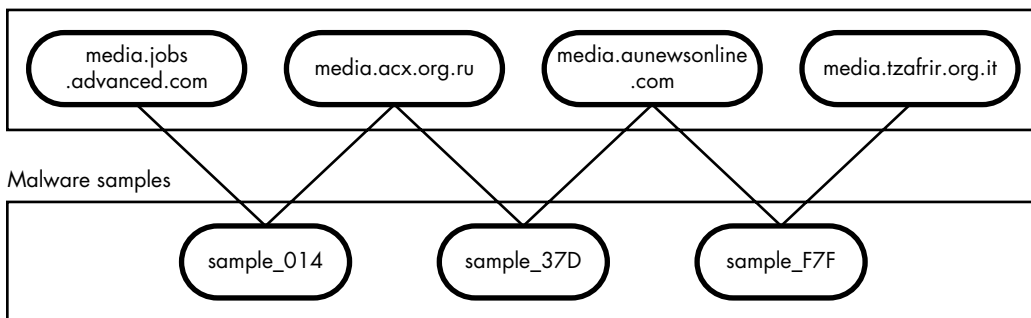 media.jobs
.advanced.com
media.acx.org.ru
media.aunewsonline
.com
media.tzafrir.org.it
Malware samples
sample_014
sample_37D
sample_F7F